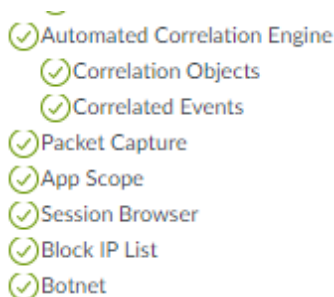 Automated Correlation Engine
Correlation Objects
Correlated Events
Packet Capture
App Scope
Session Browser
Block IP List
Botnet